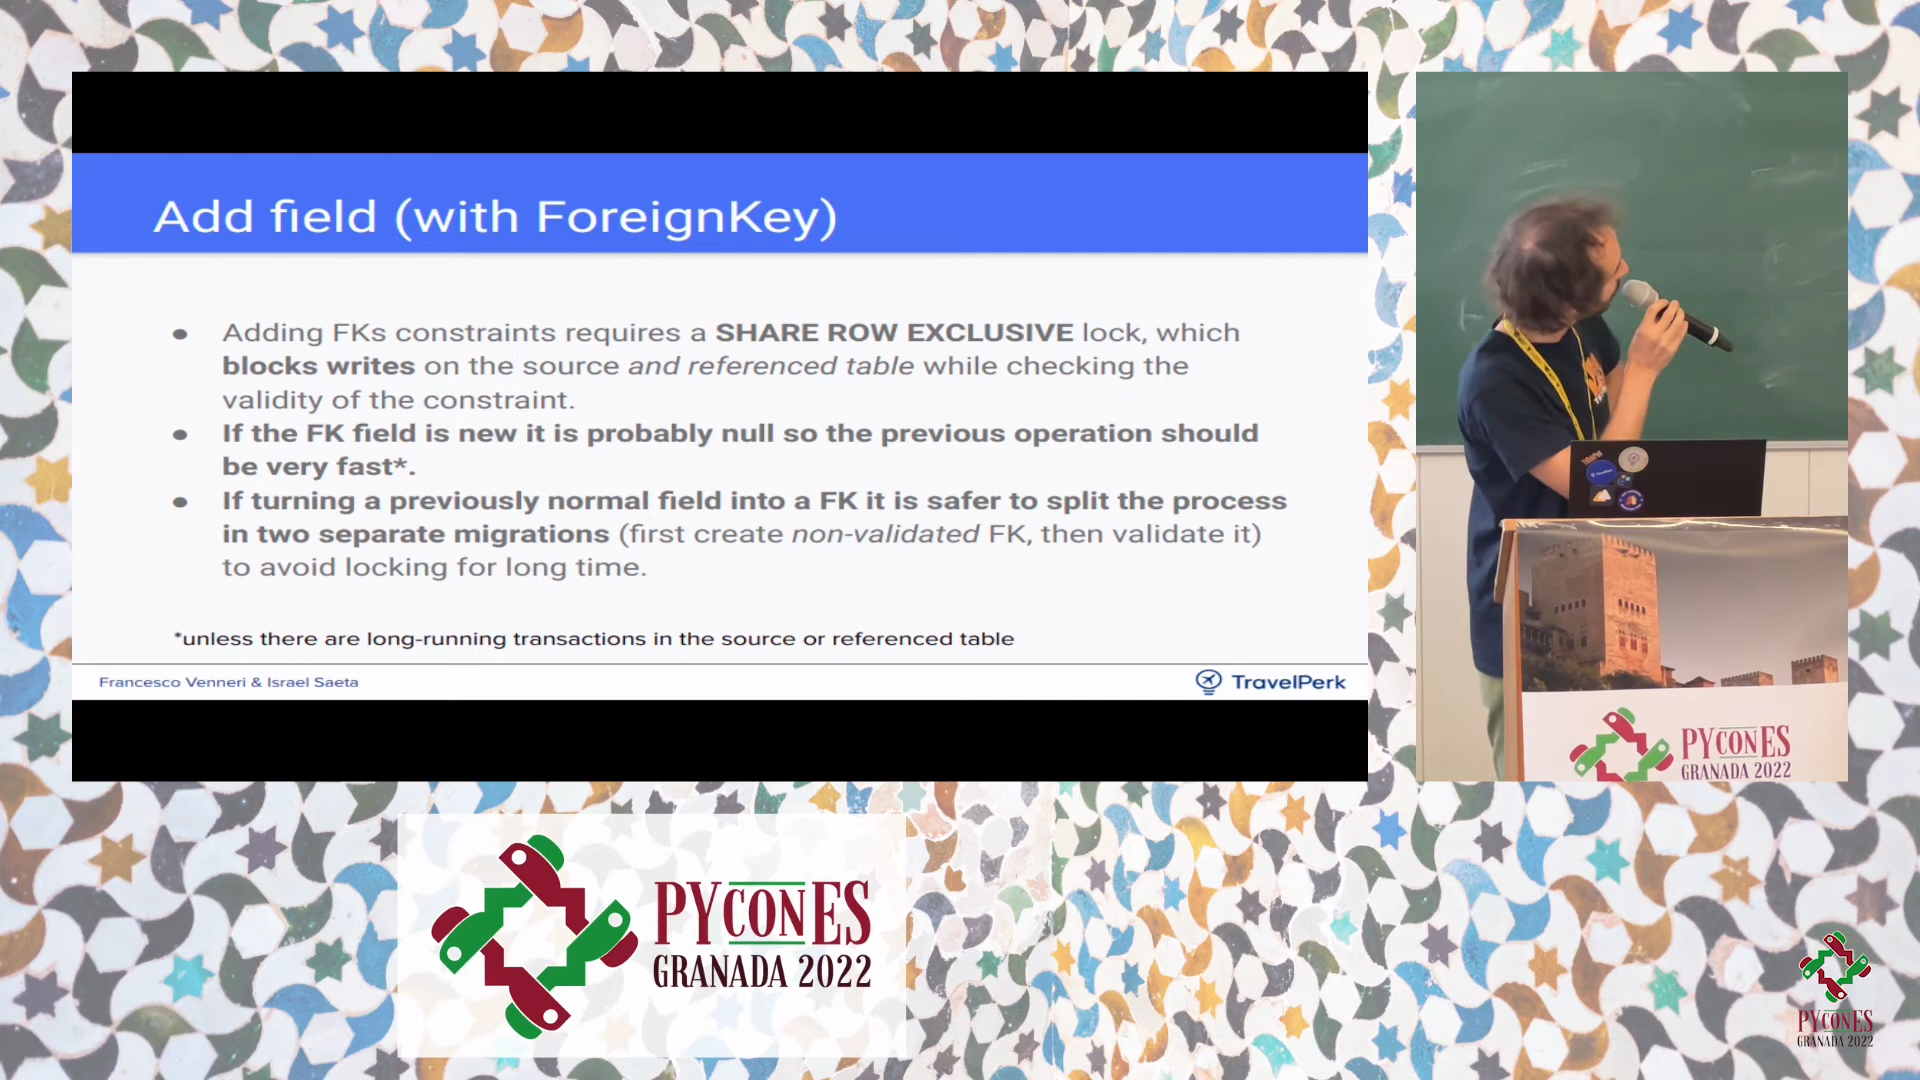 Add field (with ForeignKey)
● Adding FKs constraints requires a SHARE ROW EXCLUSIVE lock, which
blocks writes on the source and referenced table while checking the
validity of the constraint.
● If the FK field is new it is probably null so the previous operation should
be very fast*.
● If turning a previously normal field into a FK it is safer to split the process
in two separate migrations (first create non-validated FK, then validate it)
to avoid locking for long time.
*unless there are long-running transactions in the source or referenced table
Francesco Venneri & Israel Saeta
TravelPerk
PYCONES
GRANADA 2022
PYCONES
GRANADA 2022
PYCONES
GRANADA 2022